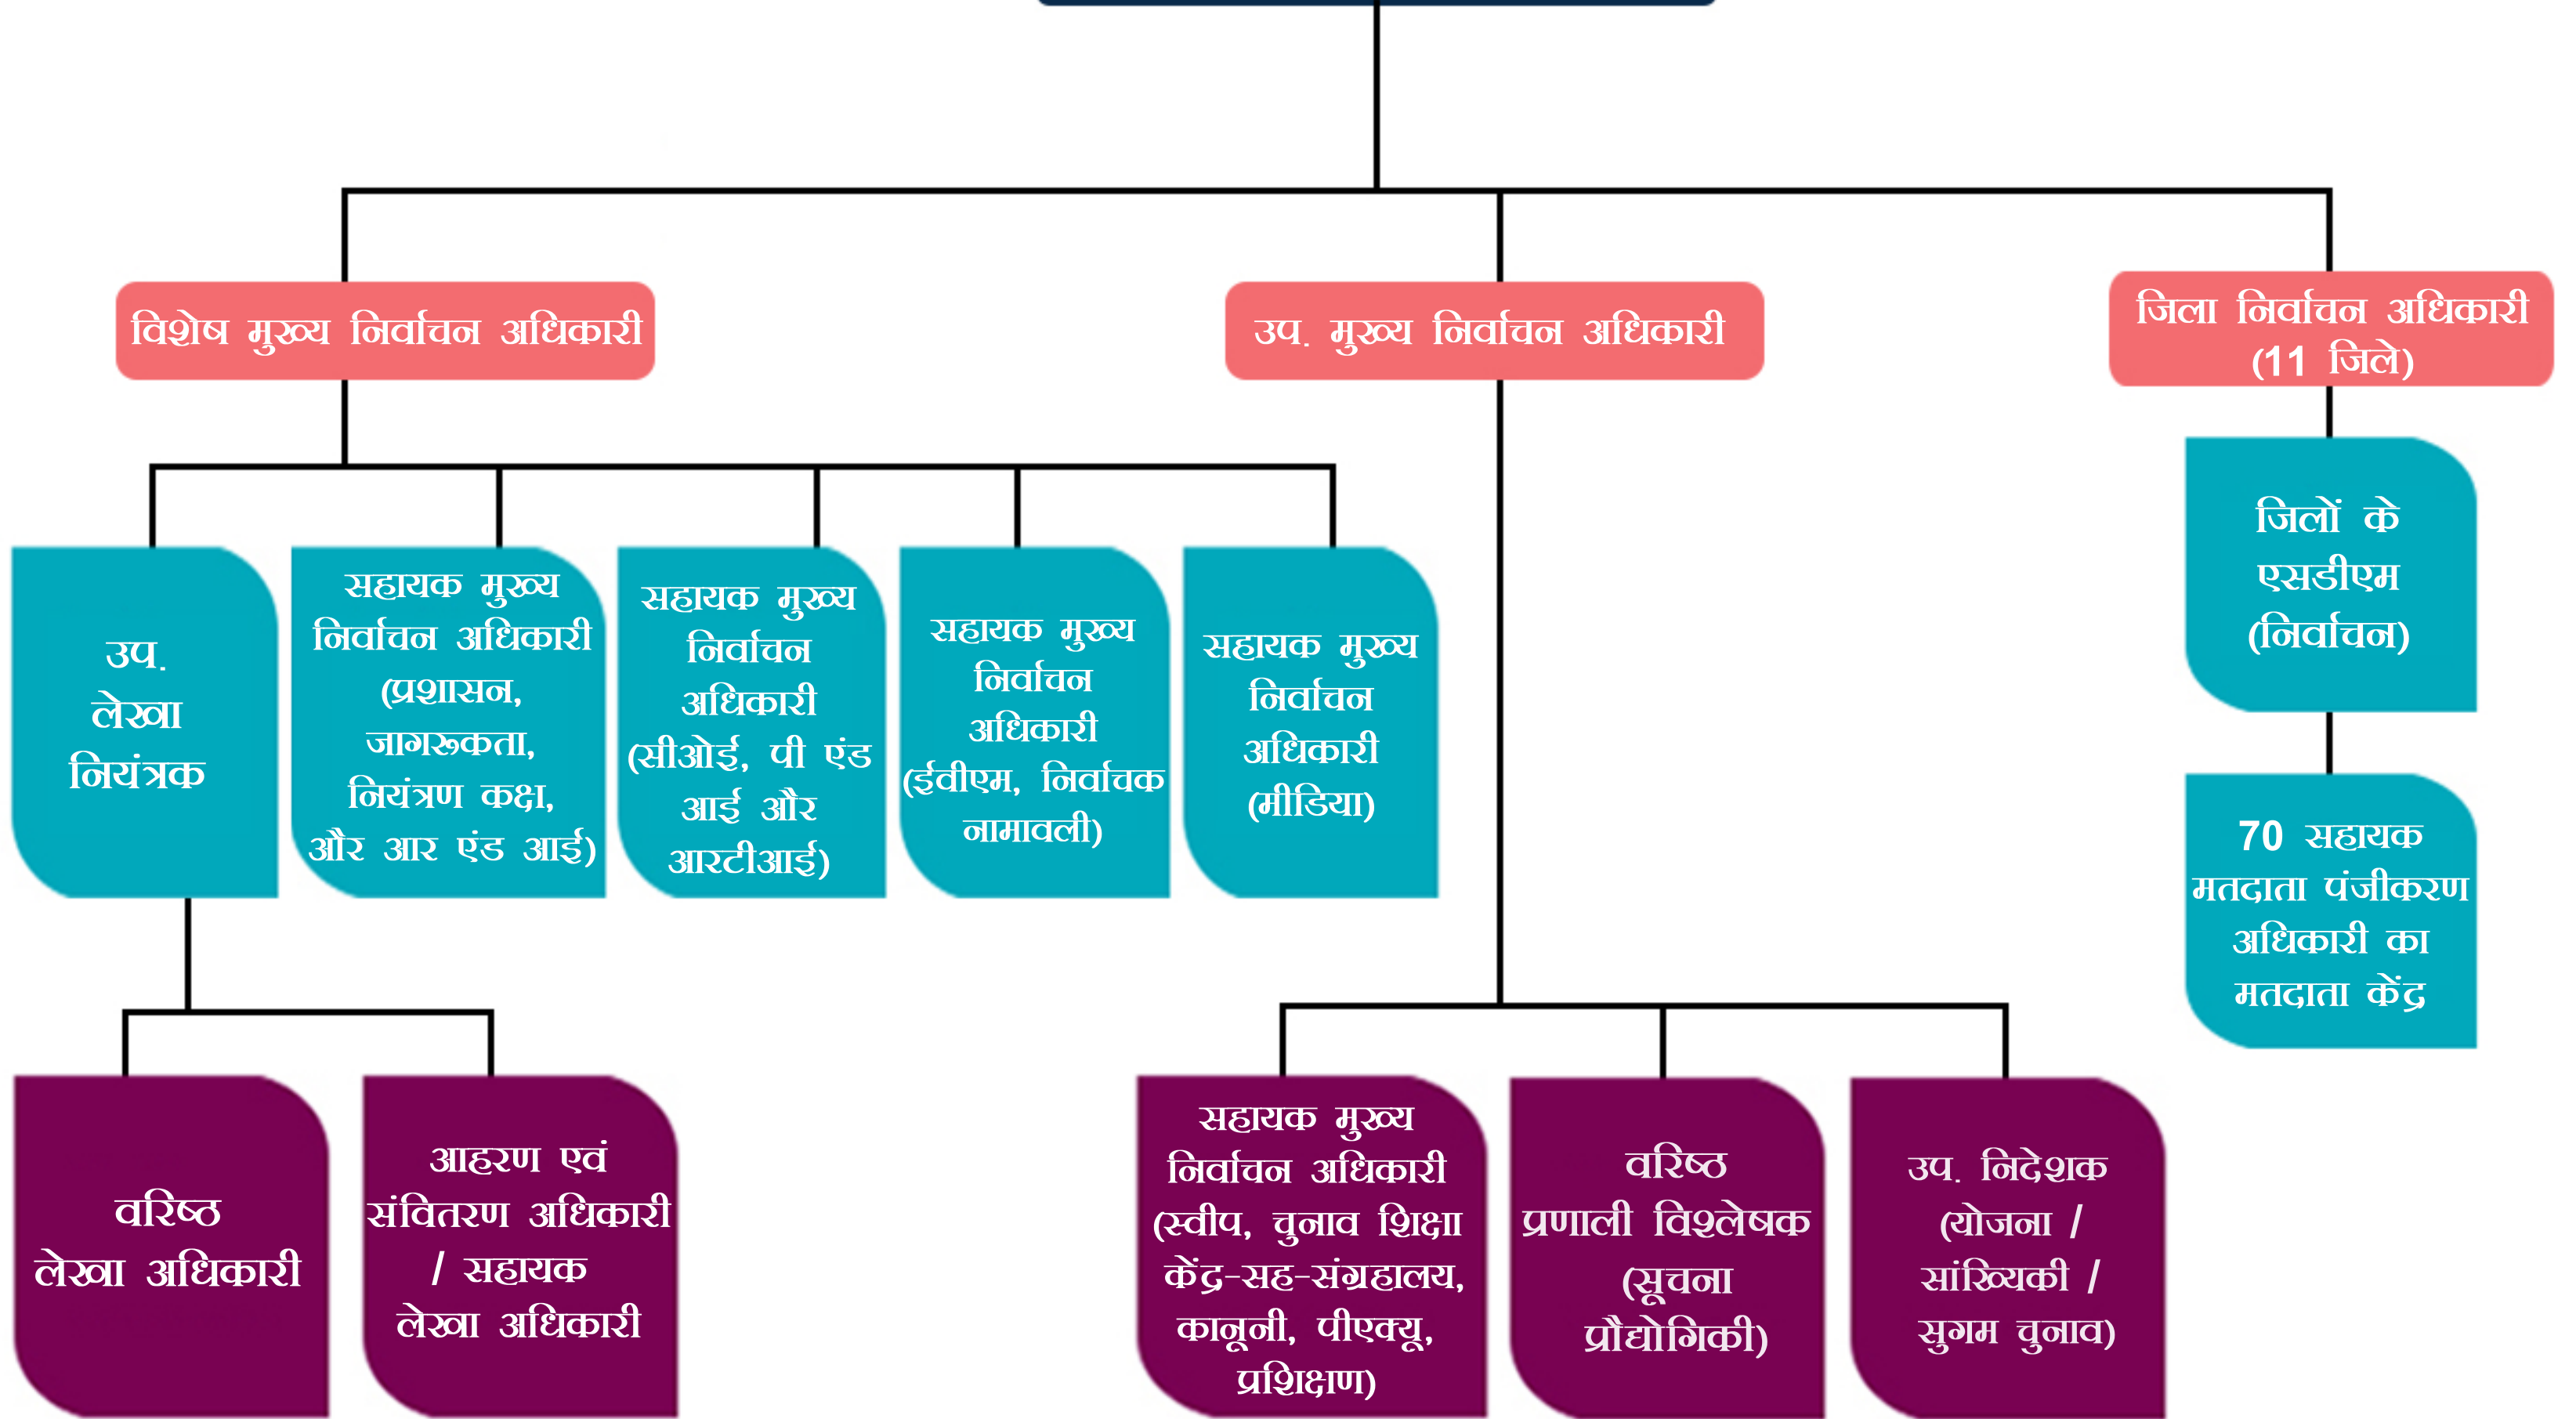 विशेष मुख्य निर्वाचन अधिकारी
उप. मुख्य निर्वाचन अधिकारी
जिला निर्वाचन अधिकारी
(11 जिले)
उप.
लेखा
नियंत्रक
सहायक मुख्य
निर्वाचन अधिकारी
(प्रशासन,
जागरूकता,
नियंत्रण कक्ष,
और आर एंड आई)
सहायक मुख्य
निर्वाचन
अधिकारी
(सीओई, पी एंड
आई और
आरटीआई)
सहायक मुख्य
निर्वाचन
अधिकारी
(ईवीएम, निर्वाचक
नामावली)
सहायक मुख्य
निर्वाचन
अधिकारी
(मीडिया)
जिलों के
एसडीएम
(निर्वाचन)
70 सहायक
मतदाता पंजीकरण
अधिकारी का
मतदाता केंद्र
वरिष्ठ
लेखा अधिकारी
आहरण एवं
संवितरण अधिकारी
/ सहायक
लेखा अधिकारी
सहायक मुख्य
निर्वाचन अधिकारी
(स्वीप, चुनाव शिक्षा
केंद्र-सह-संग्रहालय,
कानूनी, पीएक्यू,
प्रशिक्षण)
वरिष्ठ
प्रणाली विश्लेषक
(सूचना
प्रौद्योगिकी)
उप. निदेशक
(योजना /
सांख्यिकी /
सुगम चुनाव)